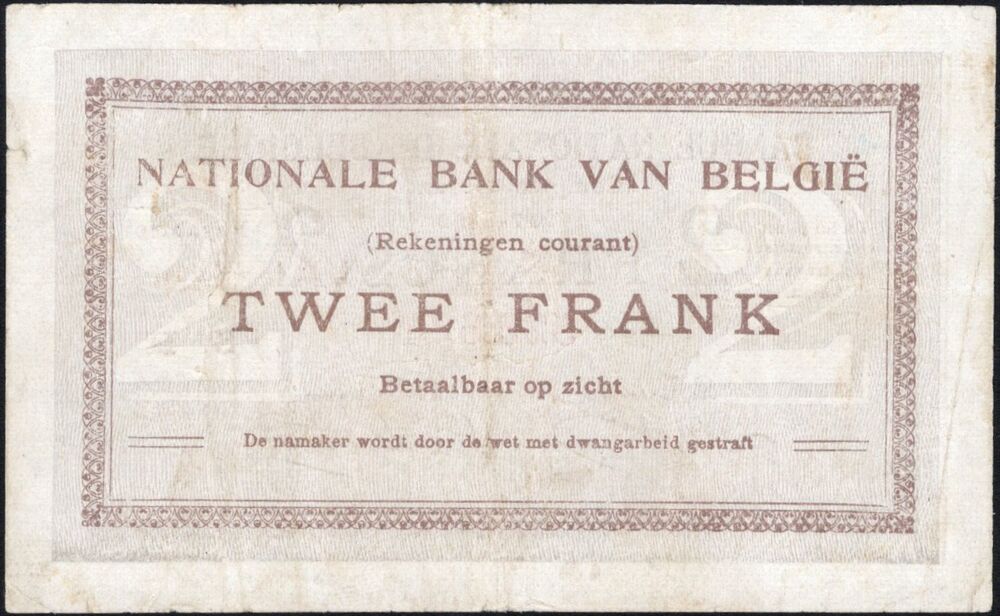 NATIONALE BANK VAN BELGIË
(Rekeningen courant)
TWEE FRANK
Betaalbaar op zicht
De namaker wordt door de wet met dwangarbeid gestraft